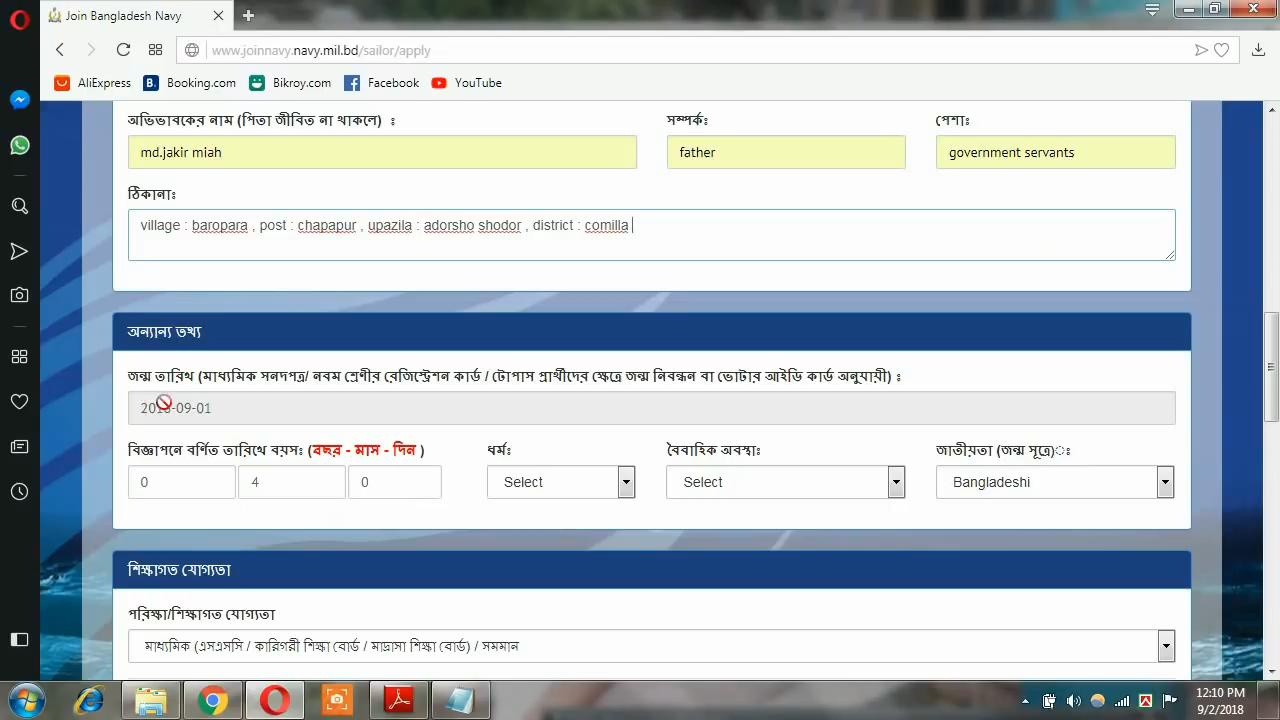 Join Bangladesh Navy
www.joinnavy.navy.mil.bd/sailor/apply
AliExpress B. Booking.com Bikroy.com Facebook YouTube
অভিভাবকের নাম (পিতা জীবিত না থাকলে) : সম্পর্কঃ পেশাঃ
md.jakir miah father government servants
ঠিকানাঃ
village : baropara , post : chapapur , upazila : adorsho shodor , district : comilla
অন্যান্য তথ্য
জন্ম তারিখ (মাধ্যমিক সনদপত্র/ নবম শ্রেণীর রেজিস্ট্রেশন কার্ড / টোপাস প্রার্থীদের ক্ষেত্রে জন্ম নিবন্ধন বা ভোটার আইডি কার্ড অনুযায়ী) :
2018-09-01
বিজ্ঞাপনে বর্ণিত তারিখে বয়সঃ (বছর - মাস - দিন ) ধর্মঃ বৈবাহিক অবস্থাঃ জাতীয়তা (জন্ম সূত্রে)ঃ
0 4 0 Select Select Bangladeshi
শিক্ষাগত যোগ্যতা
পরিক্ষা/শিক্ষাগত যোগ্যতা
মাধ্যমিক (এসএসসি / কারিগরী শিক্ষা বোর্ড / মাদ্রাসা শিক্ষা বোর্ড) / সমমান
12:10 PM
9/2/2018